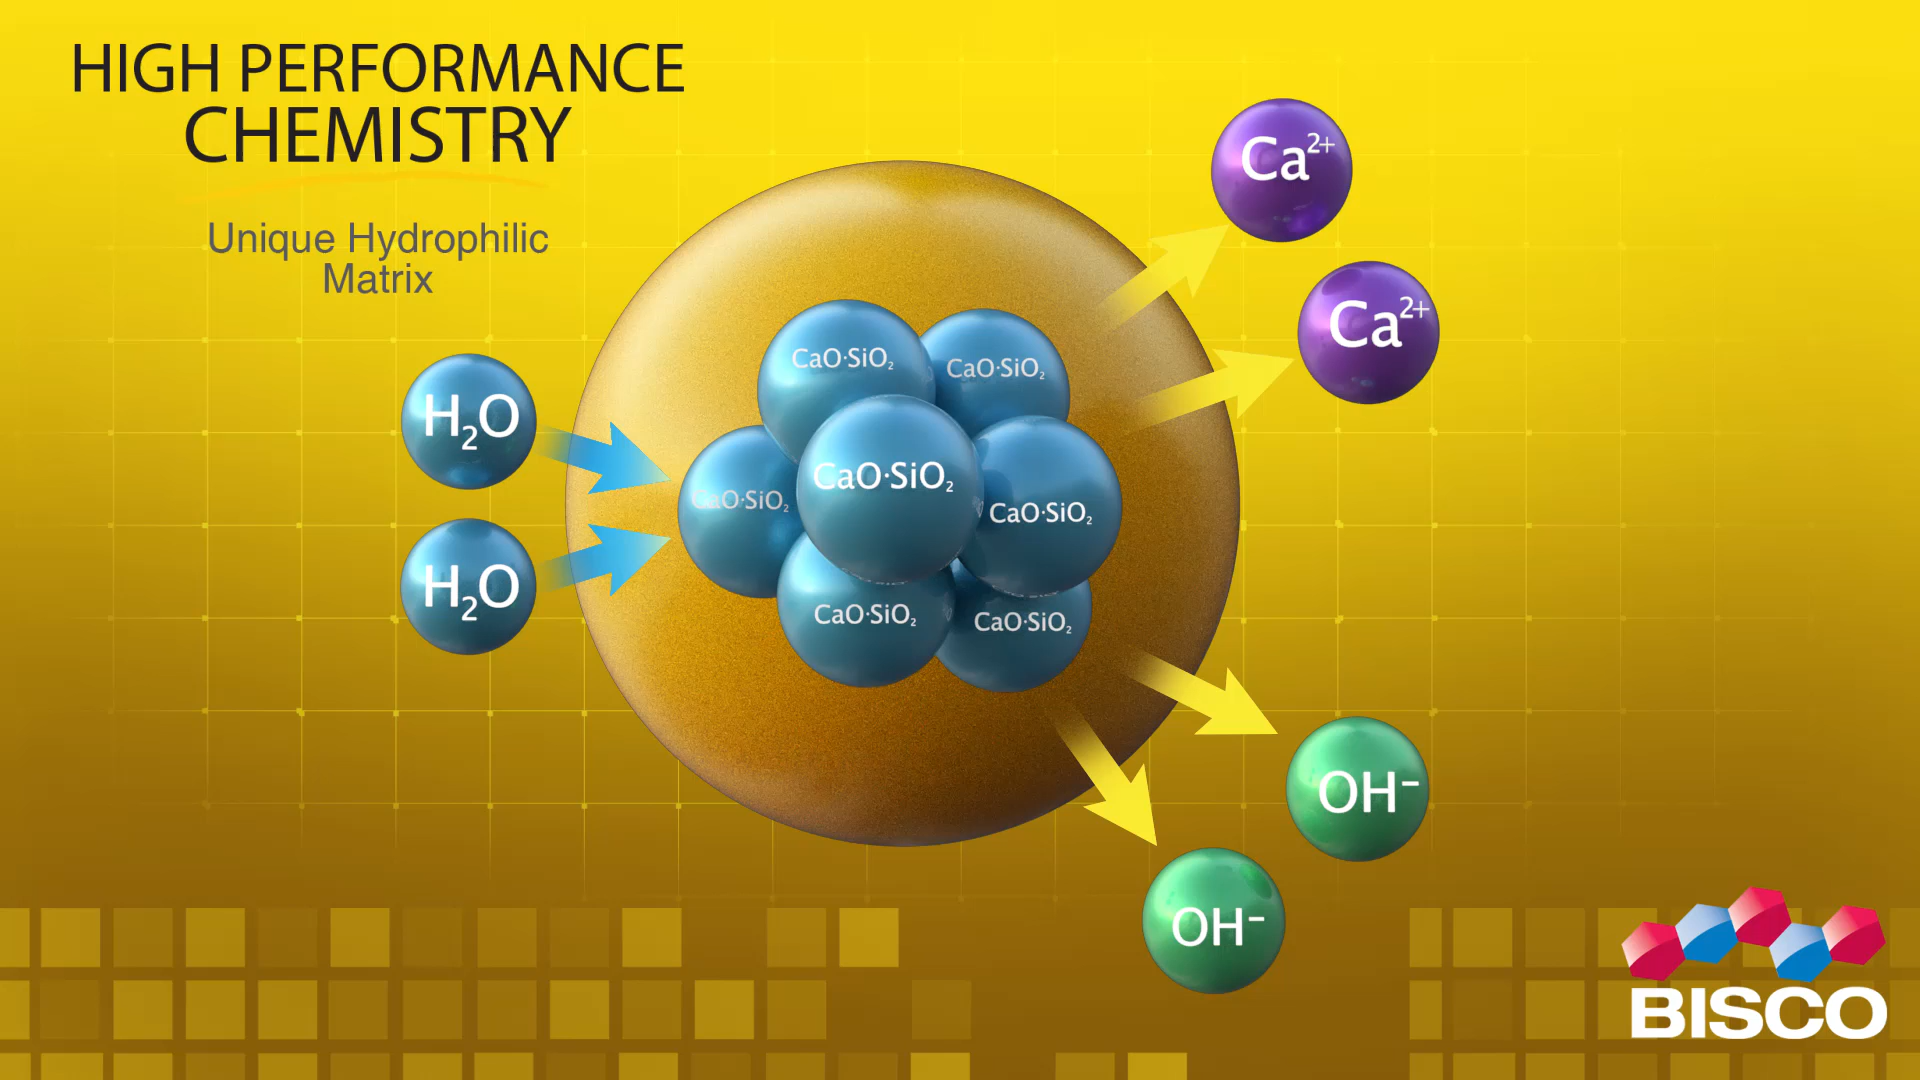 HIGH PERFORMANCE
CHEMISTRY
Unique Hydrophilic
Matrix
Ca²⁺
Ca²⁺
H₂O
H₂O
CaO·SiO₂
CaO·SiO₂
CaO·SiO₂
CaO·SiO₂
CaO·SiO₂
CaO·SiO₂
CaO·SiO₂
OH⁻
OH⁻
BISCO